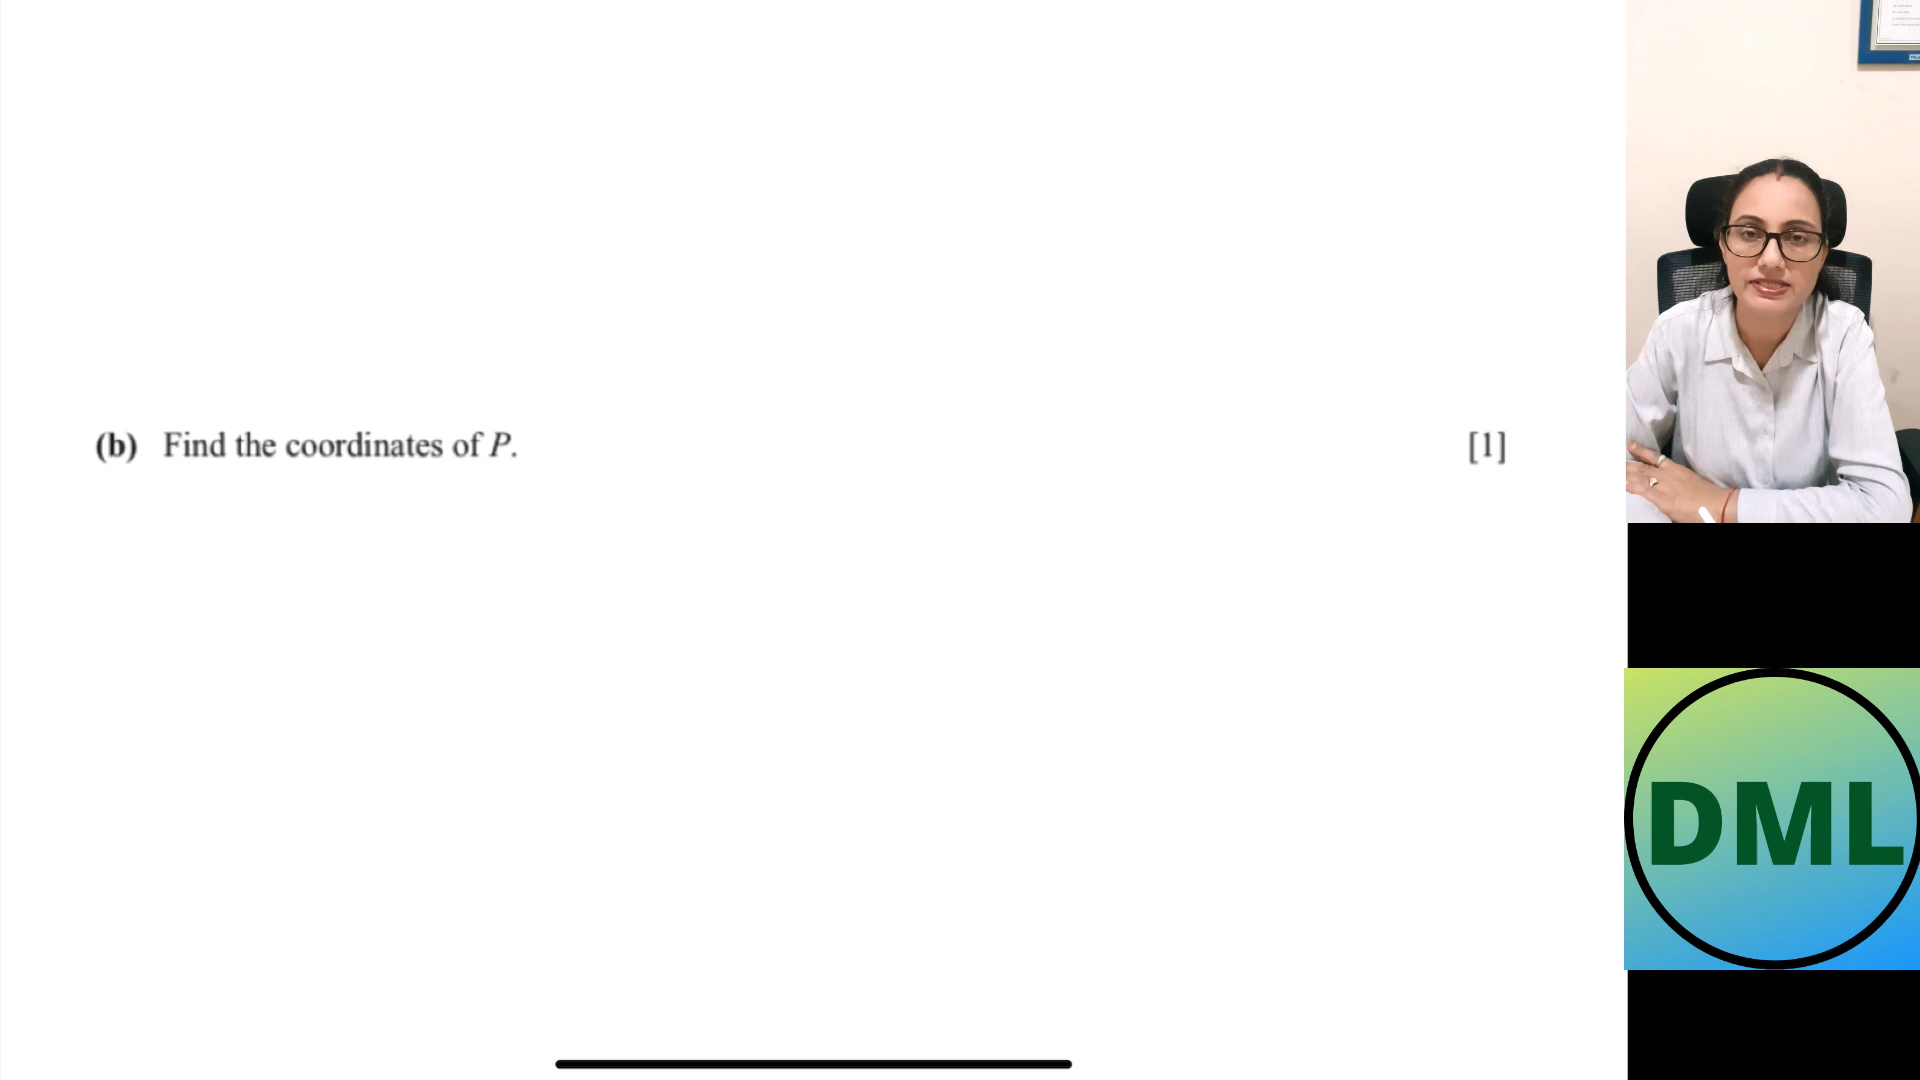 (b) Find the coordinates of P. [1]
DML